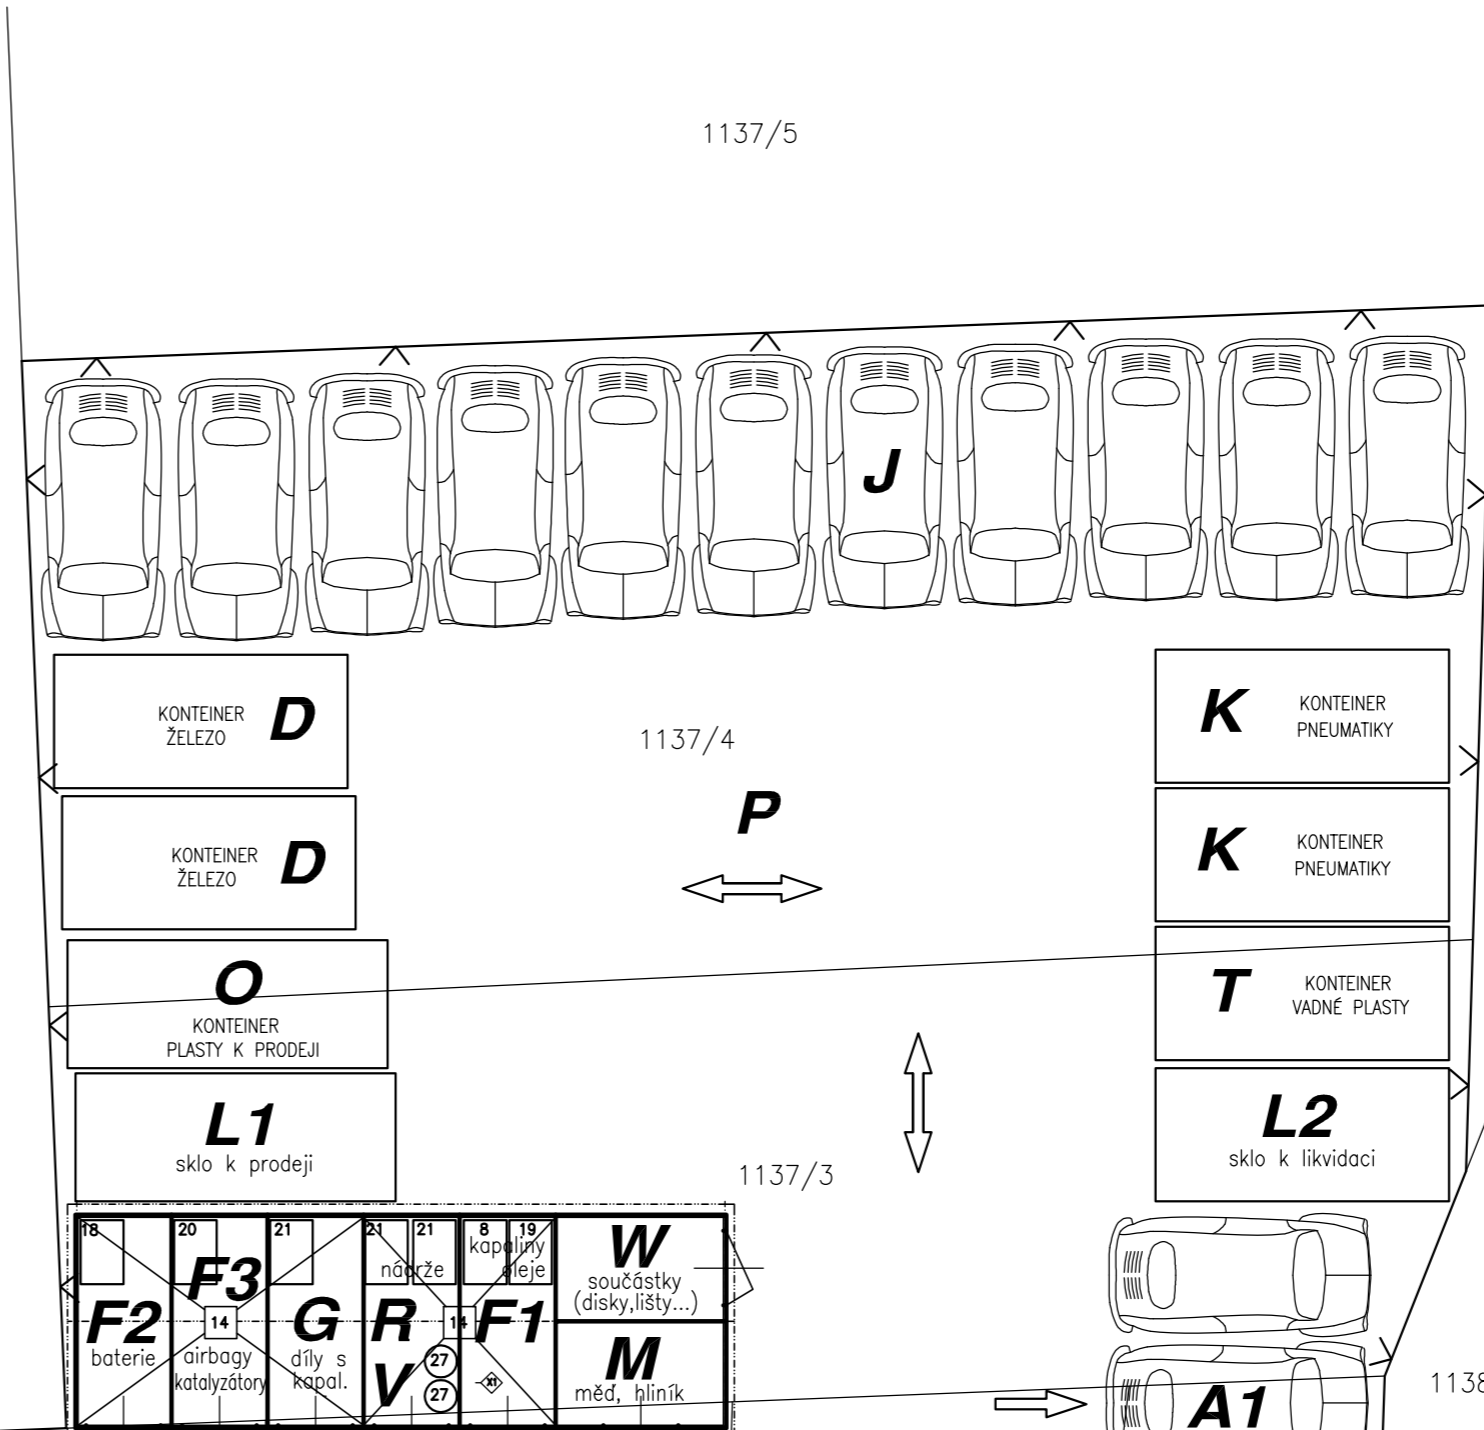 1137/5
J
KONTEINER
ŽELEZO
D
1137/4
K
KONTEINER
PNEUMATIKY
P
KONTEINER
ŽELEZO
D
K
KONTEINER
PNEUMATIKY
O
KONTEINER
PLASTY K PRODEJI
T
KONTEINER
VADNÉ PLASTY
L1
sklo k prodeji
1137/3
L2
sklo k likvidaci
18
20
21
21
21
8
19
F2
baterie
F3
14
airbagy
katalyzátory
G
díly s
kapal.
nádrže
R
V
27
27
14
kapaliny
oleje
F1
X1
W
součástky
(disky,lišty...)
M
měď, hliník
A1
1138